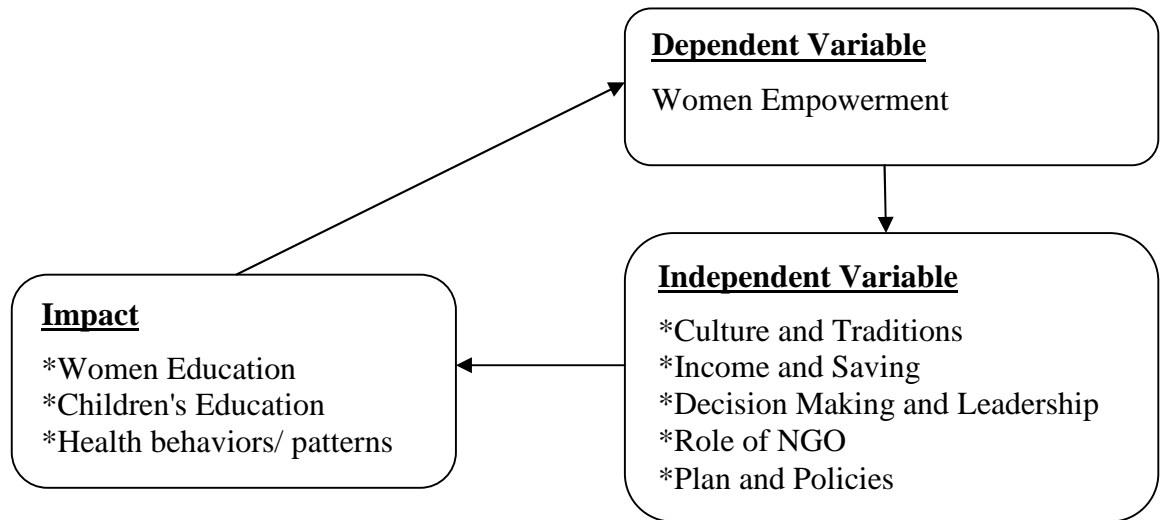 Dependent Variable
Women Empowerment
Independent Variable
*Culture and Traditions
*Income and Saving
*Decision Making and Leadership
*Role of NGO
*Plan and Policies
Impact
*Women Education
*Children's Education
*Health behaviors/ patterns